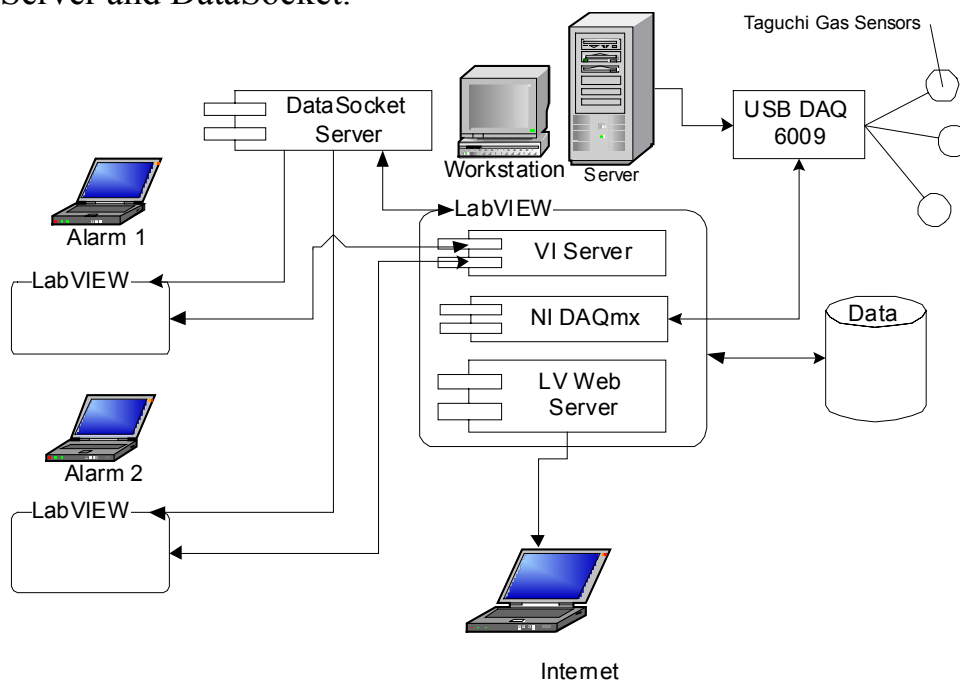 Server and DataSocket.
Taguchi Gas Sensors
DataSocket
Server
USB DAQ
6009
Workstation
Server
Alarm 1
LabVIEW
VI Server
LabVIEW
NI DAQmx
Data
LV Web
Server
Alarm 2
LabVIEW
Internet